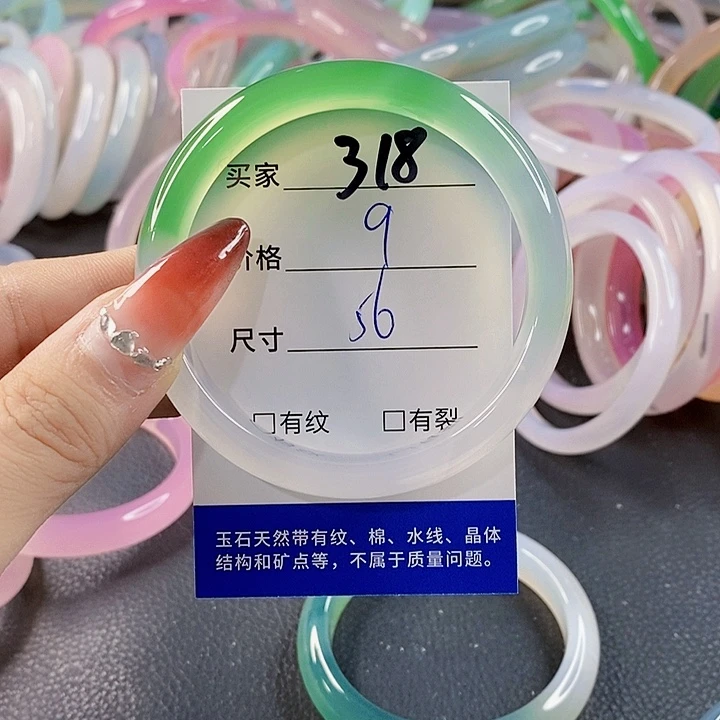 买家 318
价格 9
尺寸 56
□有纹 □有裂
玉石天然带有纹、棉、水线、晶体
结构和矿点等，不属于质量问题。